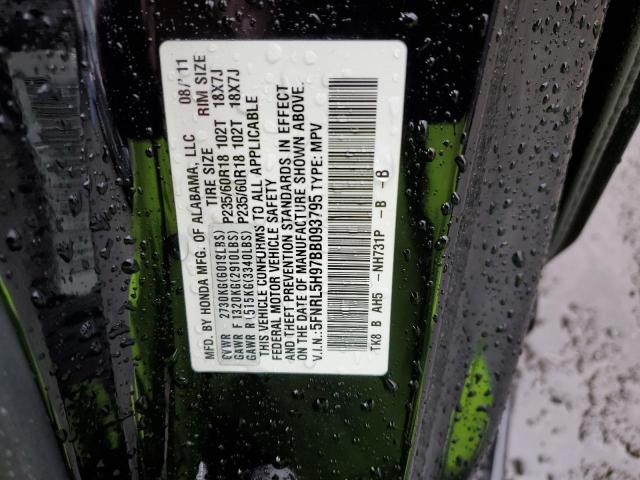 MFD. BY HONDA MFG. OF ALABAMA, LLC 08/11
TIRE SIZE RIM SIZE
GVWR 2730KG(6019LBS)
GAWR F 1320KG(2910LBS) P235/60R18 102T 18X7J
GAWR R 1515KG(3340LBS) P235/60R18 102T 18X7J
THIS VEHICLE CONFORMS TO ALL APPLICABLE
FEDERAL MOTOR VEHICLE SAFETY
AND THEFT PREVENTION STANDARDS IN EFFECT
ON THE DATE OF MANUFACTURE SHOWN ABOVE.
V.I.N.:5FNRL5H97BB093795 TYPE: MPV
TK8 B AH5 -NH731P -B -B